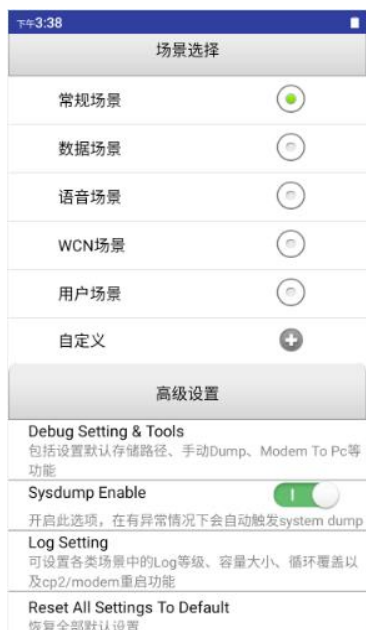 下午3:38
场景选择
常规场景
数据场景
语音场景
WCN场景
用户场景
自定义
高级设置
Debug Setting & Tools
包括设置默认存储路径、手动Dump、Modem To Pc等
功能
Sysdump Enable
开启此选项，在有异常情况下会自动触发system dump
Log Setting
可设置各类场景中的Log等级、容量大小、循环覆盖以
及cp2/modem重启功能
Reset All Settings To Default
恢复全部默认设置